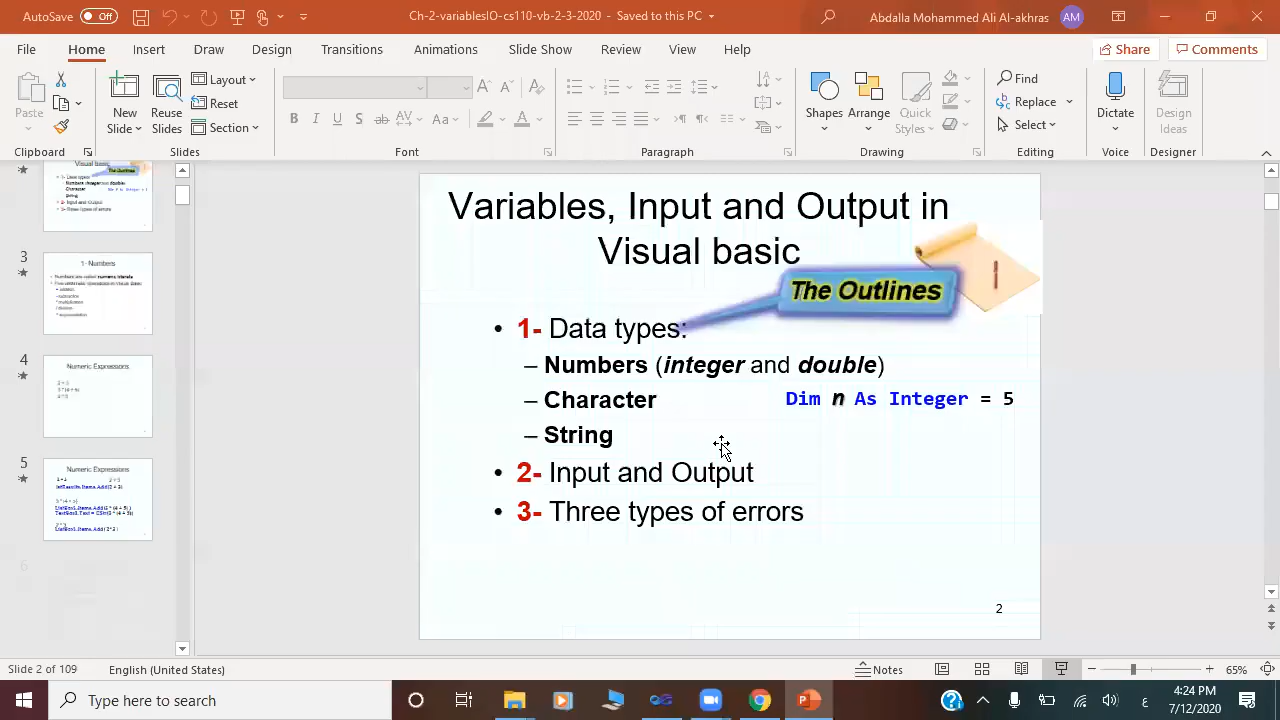 AutoSave Off Ch-2-variablesIO-cs110-vb-2-3-2020 - Saved to this PC Abdalla Mohammed Ali Al-akhras AM
File Home Insert Draw Design Transitions Animations Slide Show Review View Help Share Comments
Paste New Slides Reuse Slides Layout Reset Section Shapes Arrange Quick Styles Find Replace Select Dictate Design Ideas
Clipboard Slides Font Paragraph Drawing Editing Voice Designer
3
1- Numbers
4
Numeric Expressions
5
Numeric Expressions
6
Variables, Input and Output in
Visual basic
The Outlines
• 1- Data types:
– Numbers (integer and double)
– Character
Dim n As Integer = 5
– String
• 2- Input and Output
• 3- Three types of errors
2
Slide 2 of 109 English (United States) Notes 65%
Type here to search
ع
4:24 PM
7/12/2020